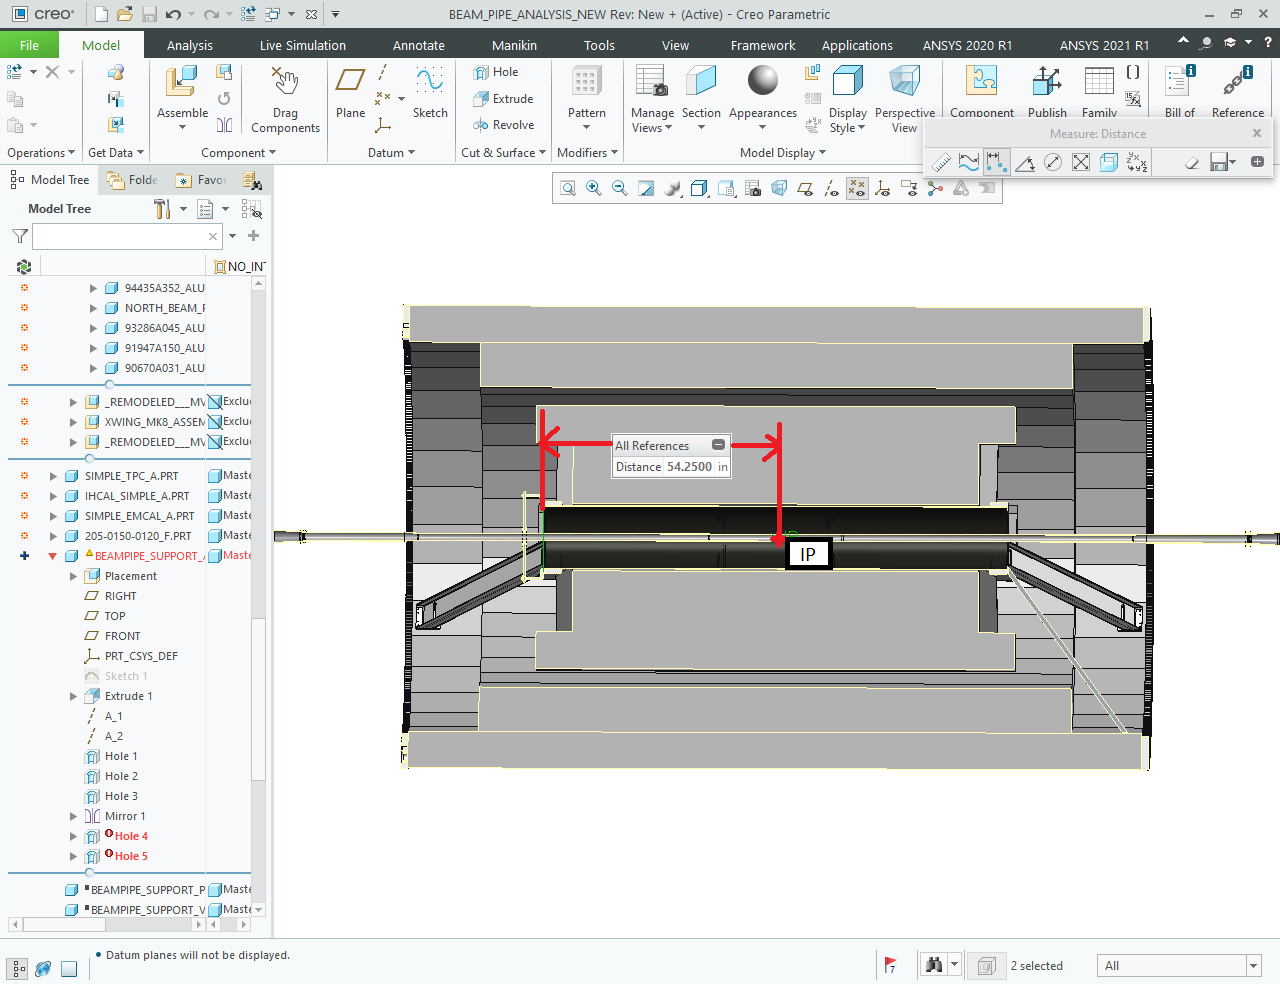 creo
BEAM_PIPE_ANALYSIS_NEW Rev: New + (Active) - Creo Parametric
File
Model
Analysis
Live Simulation
Annotate
Manikin
Tools
View
Framework
Applications
ANSYS 2020 R1
ANSYS 2021 R1
Assemble
Drag
Components
Plane
Sketch
Hole
Extrude
Revolve
Pattern
Manage
Views
Section
Appearances
Display
Style
Perspective
View
Component
Publish
Family
Bill of
Reference
Operations
Get Data
Component
Datum
Cut & Surface
Modifiers
Model Display
Measure: Distance
Model Tree
Folde
Favor
Model Tree
NO_INT
94435A352_ALU
NORTH_BEAM_F
93286A045_ALU
91947A150_ALU
90670A031_ALU
_REMODELED___MV
Exclu
XWING_MK8_ASSEM
Exclu
_REMODELED___MV
Exclu
SIMPLE_TPC_A.PRT
Maste
IHCAL_SIMPLE_A.PRT
Maste
SIMPLE_EMCAL_A.PRT
Maste
205-0150-0120_F.PRT
Maste
BEAMPIPE_SUPPORT_
Maste
Placement
RIGHT
TOP
FRONT
PRT_CSYS_DEF
Sketch 1
Extrude 1
A_1
A_2
Hole 1
Hole 2
Hole 3
Mirror 1
Hole 4
Hole 5
BEAMPIPE_SUPPORT_P
Maste
BEAMPIPE_SUPPORT_V
Maste
All References
Distance 54.2500 in
IP
• Datum planes will not be displayed.
7
2 selected
All